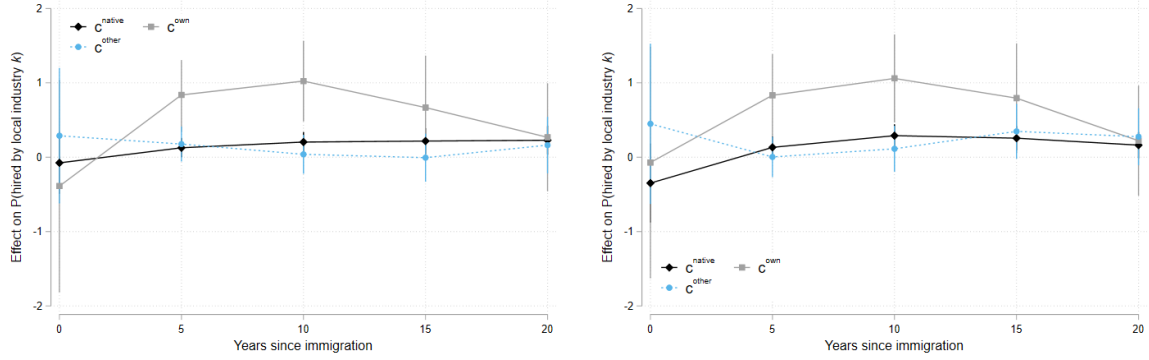 2
1
0
-1
-2
Effect on P(hired by local industry k)
C^native
C^own
C^other
0 5 10 15 20
Years since immigration
2
1
0
-1
-2
Effect on P(hired by local industry k)
C^native
C^own
C^other
0 5 10 15 20
Years since immigration